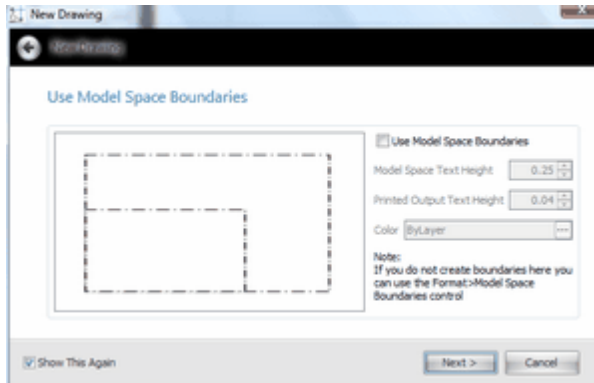 New Drawing
New Drawing
Use Model Space Boundaries
Use Model Space Boundaries
Model Space Text Height 0.25
Printed Output Text Height 0.04
Color ByLayer ...
Note:
If you do not create boundaries here you
can use the Format>Model Space
Boundaries control
Show This Again
Next > Cancel